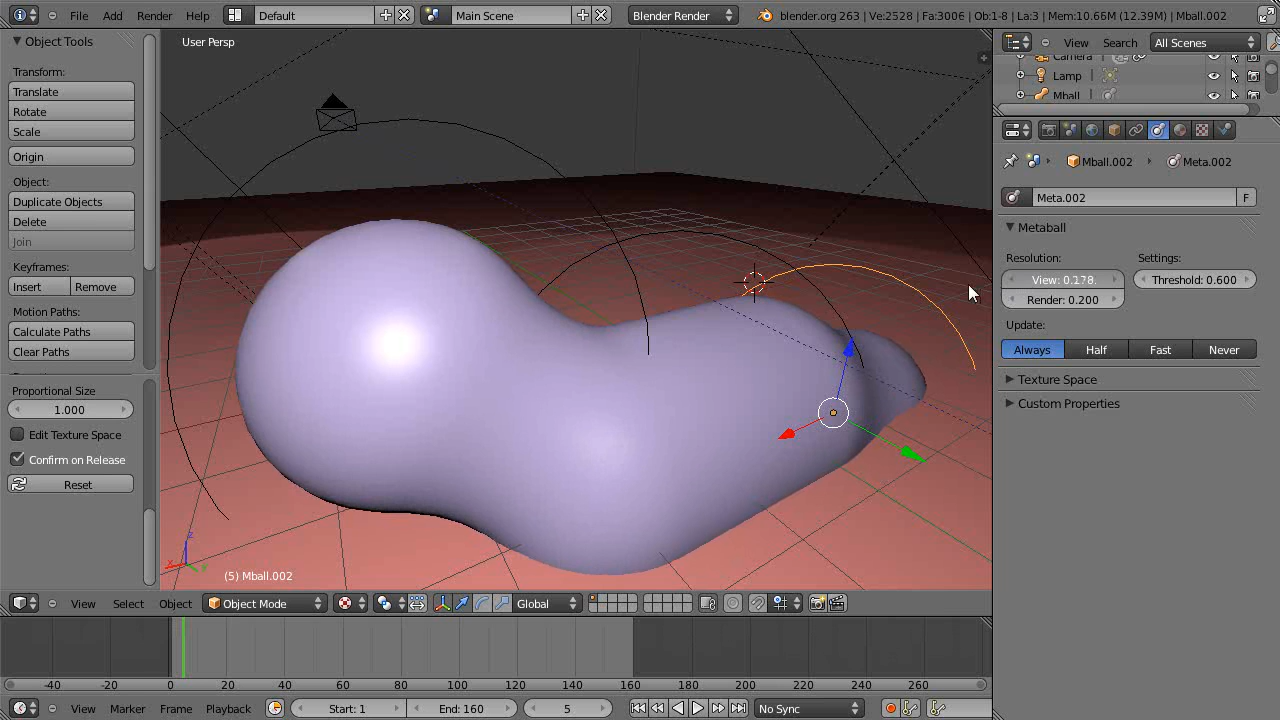 File Add Render Help Default Main Scene Blender Render blender.org 263 | Ve:2528 | Fa:3006 | Ob:1-8 | La:3 | Mem:10.66M (12.39M) | Mball.002
Object Tools
Transform:
Translate
Rotate
Scale
Origin
Object:
Duplicate Objects
Delete
Join
Keyframes:
Insert Remove
Motion Paths:
Calculate Paths
Clear Paths
Proportional Size
1.000
Edit Texture Space
Confirm on Release
Reset
User Persp
(5) Mball.002
View Select Object Object Mode Global
-40 -20 0 20 40 60 80 100 120 140 160 180 200 220 240 260
View Marker Frame Playback Start: 1 End: 160 5 No Sync
View Search All Scenes
Camera
Lamp
Mball
Mball.002 Meta.002
Meta.002 F
Metaball
Resolution: Settings:
View: 0.178 Threshold: 0.600
Render: 0.200
Update:
Always Half Fast Never
Texture Space
Custom Properties